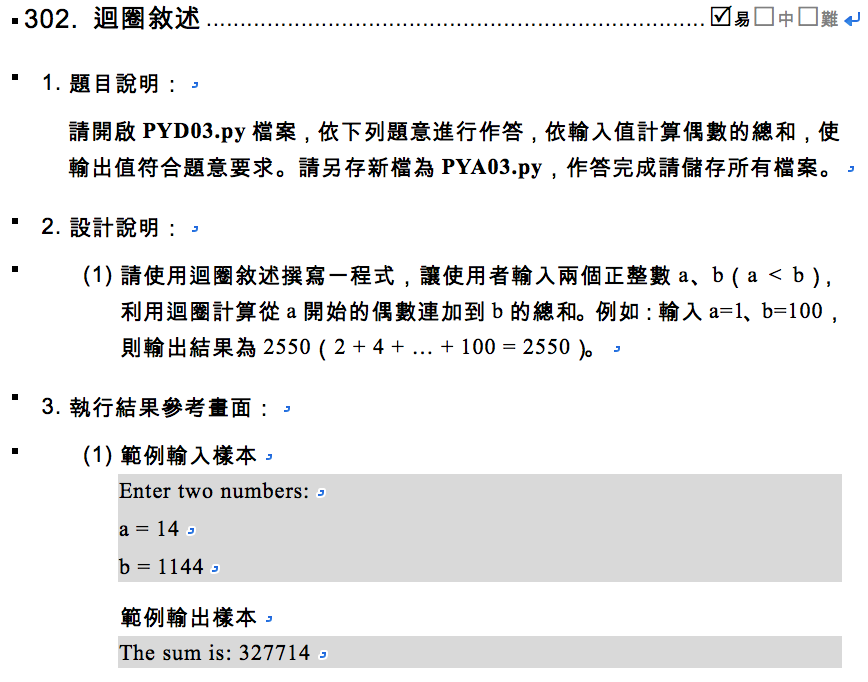 302. 迴圈敘述 ........................................................................ ☑易☐中☐難
1. 題目說明：
請開啟 PYD03.py 檔案，依下列題意進行作答，依輸入值計算偶數的總和，使
輸出值符合題意要求。請另存新檔為 PYA03.py，作答完成請儲存所有檔案。
2. 設計說明：
(1) 請使用迴圈敘述撰寫一程式，讓使用者輸入兩個正整數 a、b（a < b），
利用迴圈計算從 a 開始的偶數連加到 b 的總和。例如：輸入 a=1、b=100，
則輸出結果為 2550（2 + 4 + … + 100 = 2550）。
3. 執行結果參考畫面：
(1) 範例輸入樣本
Enter two numbers:
a = 14
b = 1144
範例輸出樣本
The sum is: 327714